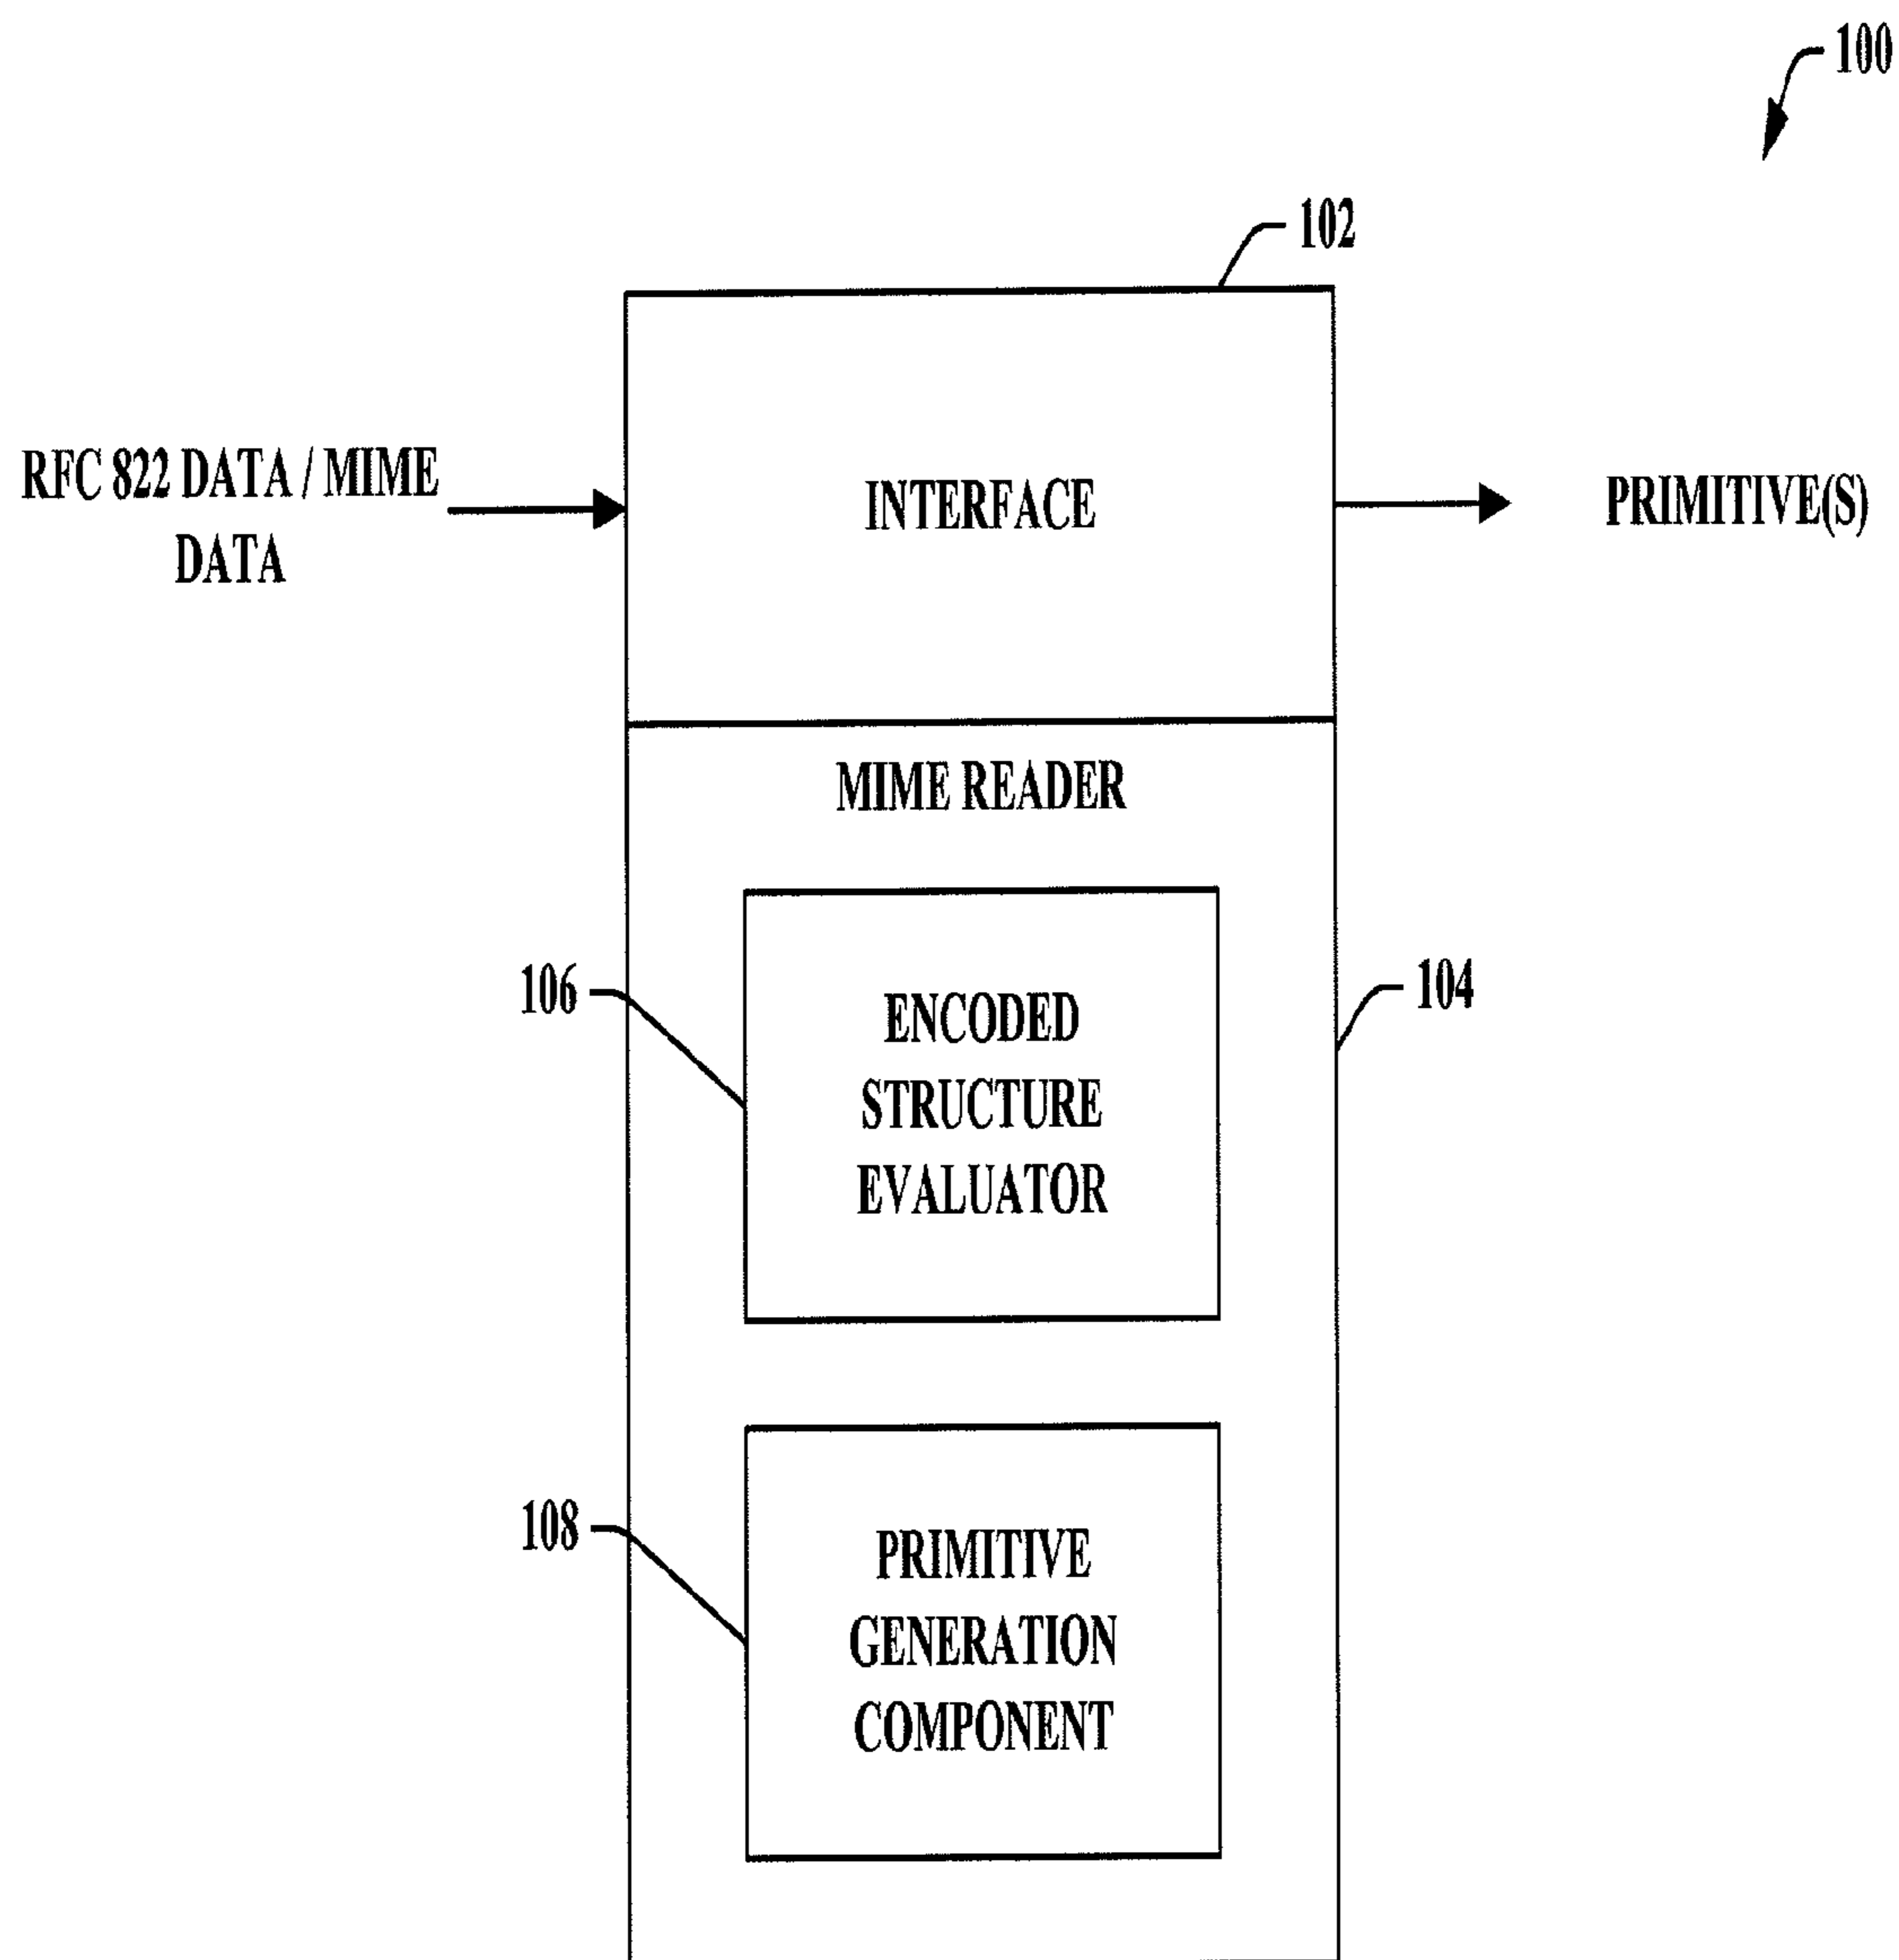 100
102
RFC 822 DATA / MIME
DATA
INTERFACE
PRIMITIVE(S)
MIME READER
106
ENCODED
STRUCTURE
EVALUATOR
104
108
PRIMITIVE
GENERATION
COMPONENT